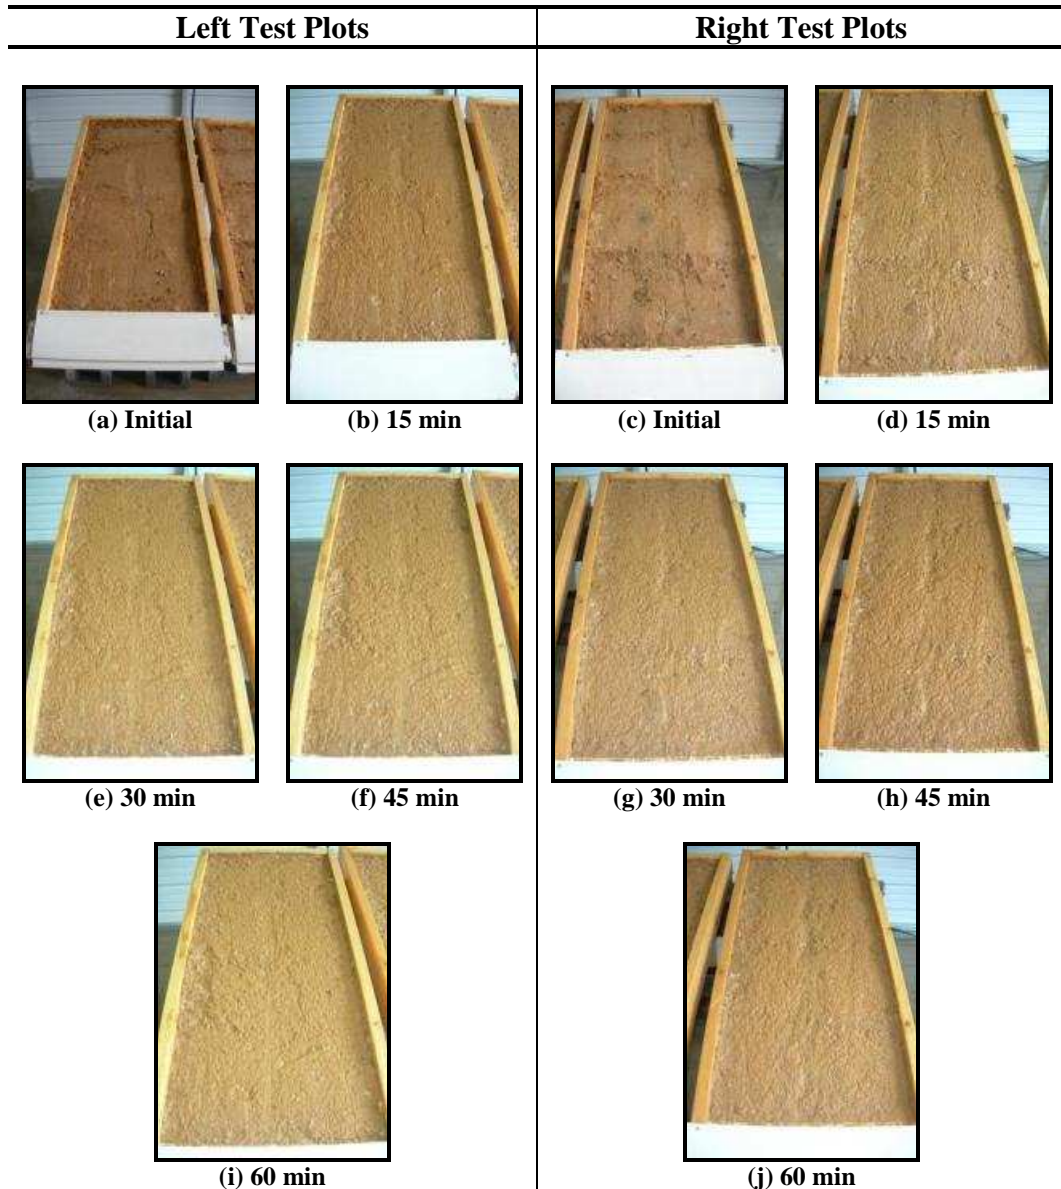 Left Test Plots
Right Test Plots
(a) Initial
(b) 15 min
(c) Initial
(d) 15 min
(e) 30 min
(f) 45 min
(g) 30 min
(h) 45 min
(i) 60 min
(j) 60 min